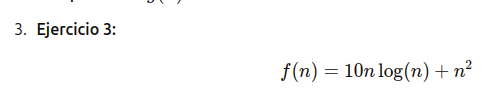 3. Ejercicio 3:
f(n) = 10n log(n) + n²